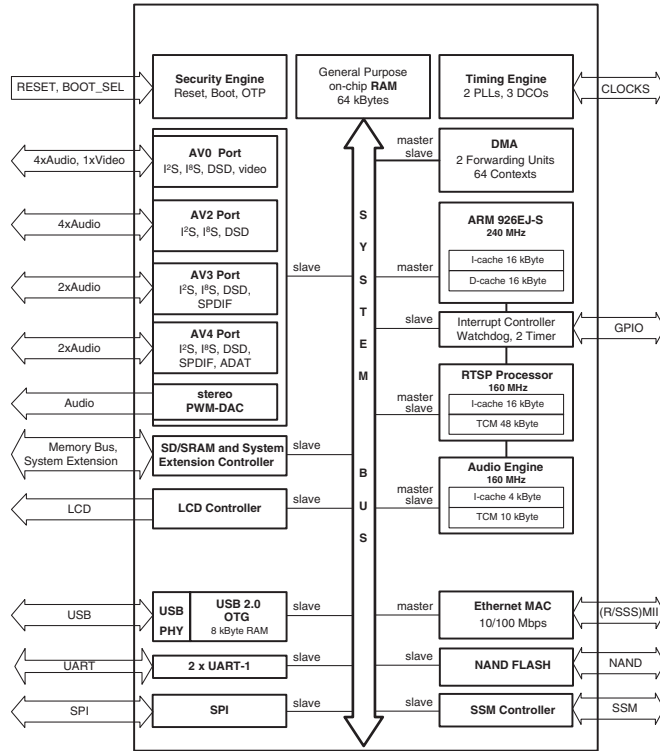 RESET, BOOT_SEL
Security Engine
Reset, Boot, OTP
General Purpose
on-chip RAM
64 kBytes
Timing Engine
2 PLLs, 3 DCOs
CLOCKS
4xAudio, 1xVideo
AV0 Port
I²S, I⁸S, DSD, video
master
slave
DMA
2 Forwarding Units
64 Contexts
4xAudio
AV2 Port
I²S, I⁸S, DSD
2xAudio
AV3 Port
I²S, I⁸S, DSD,
SPDIF
slave
master
ARM 926EJ-S
240 MHz
I-cache 16 kByte
D-cache 16 kByte
2xAudio
AV4 Port
I²S, I⁸S, DSD,
SPDIF, ADAT
slave
Interrupt Controller
Watchdog, 2 Timer
GPIO
Audio
stereo
PWM-DAC
master
slave
RTSP Processor
160 MHz
I-cache 16 kByte
TCM 48 kByte
Memory Bus,
System Extension
SD/SRAM and System
Extension Controller
slave
LCD
LCD Controller
slave
master
slave
Audio Engine
160 MHz
I-cache 4 kByte
TCM 10 kByte
SYSTEM BUS
USB
USB
PHY
USB 2.0
OTG
8 kByte RAM
slave
master
Ethernet MAC
10/100 Mbps
(R/SSS)MII
UART
2 x UART-1
slave
slave
NAND FLASH
NAND
SPI
SPI
slave
slave
SSM Controller
SSM